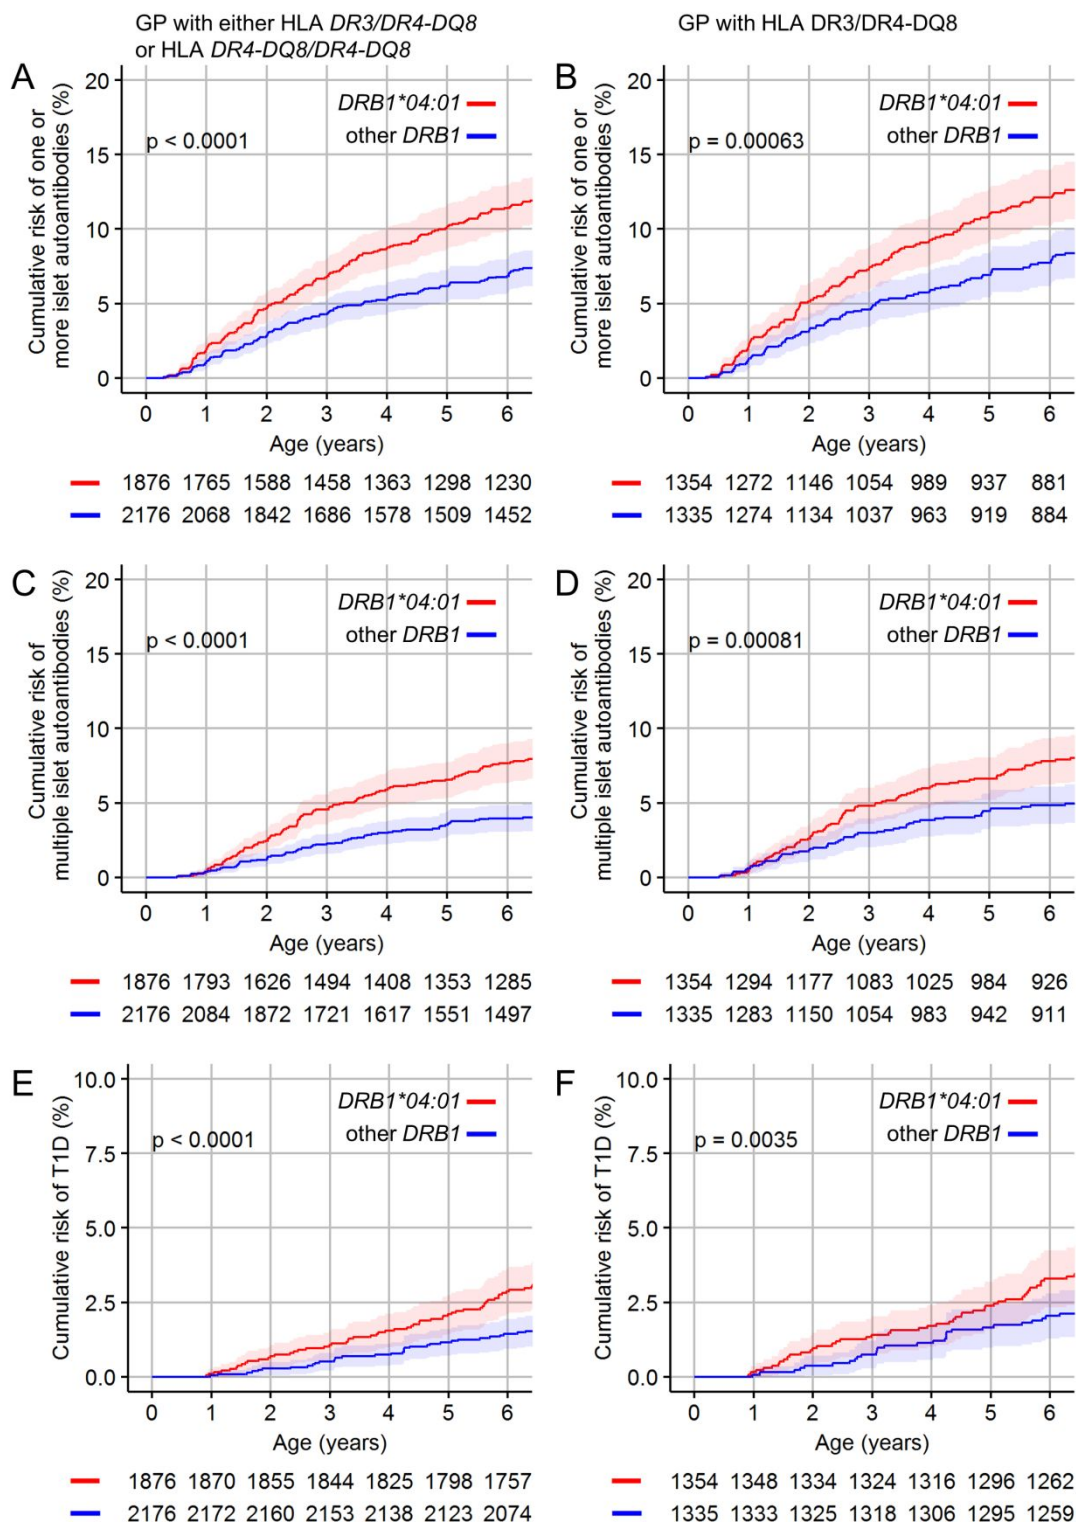 GP with either HLA DR3/DR4-DQ8
or HLA DR4-DQ8/DR4-DQ8
GP with HLA DR3/DR4-DQ8
A
Cumulative risk of one or
more islet autoantibodies (%)
20
15
10
5
0
DRB1*04:01
other DRB1
p < 0.0001
0 1 2 3 4 5 6
Age (years)
1876 1765 1588 1458 1363 1298 1230
2176 2068 1842 1686 1578 1509 1452
B
Cumulative risk of one or
more islet autoantibodies (%)
20
15
10
5
0
DRB1*04:01
other DRB1
p = 0.00063
0 1 2 3 4 5 6
Age (years)
1354 1272 1146 1054 989 937 881
1335 1274 1134 1037 963 919 884
C
Cumulative risk of
multiple islet autoantibodies (%)
20
15
10
5
0
DRB1*04:01
other DRB1
p < 0.0001
0 1 2 3 4 5 6
Age (years)
1876 1793 1626 1494 1408 1353 1285
2176 2084 1872 1721 1617 1551 1497
D
Cumulative risk of
multiple islet autoantibodies (%)
20
15
10
5
0
DRB1*04:01
other DRB1
p = 0.00081
0 1 2 3 4 5 6
Age (years)
1354 1294 1177 1083 1025 984 926
1335 1283 1150 1054 983 942 911
E
Cumulative risk of T1D (%)
10.0
7.5
5.0
2.5
0.0
DRB1*04:01
other DRB1
p < 0.0001
0 1 2 3 4 5 6
Age (years)
1876 1870 1855 1844 1825 1798 1757
2176 2172 2160 2153 2138 2123 2074
F
Cumulative risk of T1D (%)
10.0
7.5
5.0
2.5
0.0
DRB1*04:01
other DRB1
p = 0.0035
0 1 2 3 4 5 6
Age (years)
1354 1348 1334 1324 1316 1296 1262
1335 1333 1325 1318 1306 1295 1259